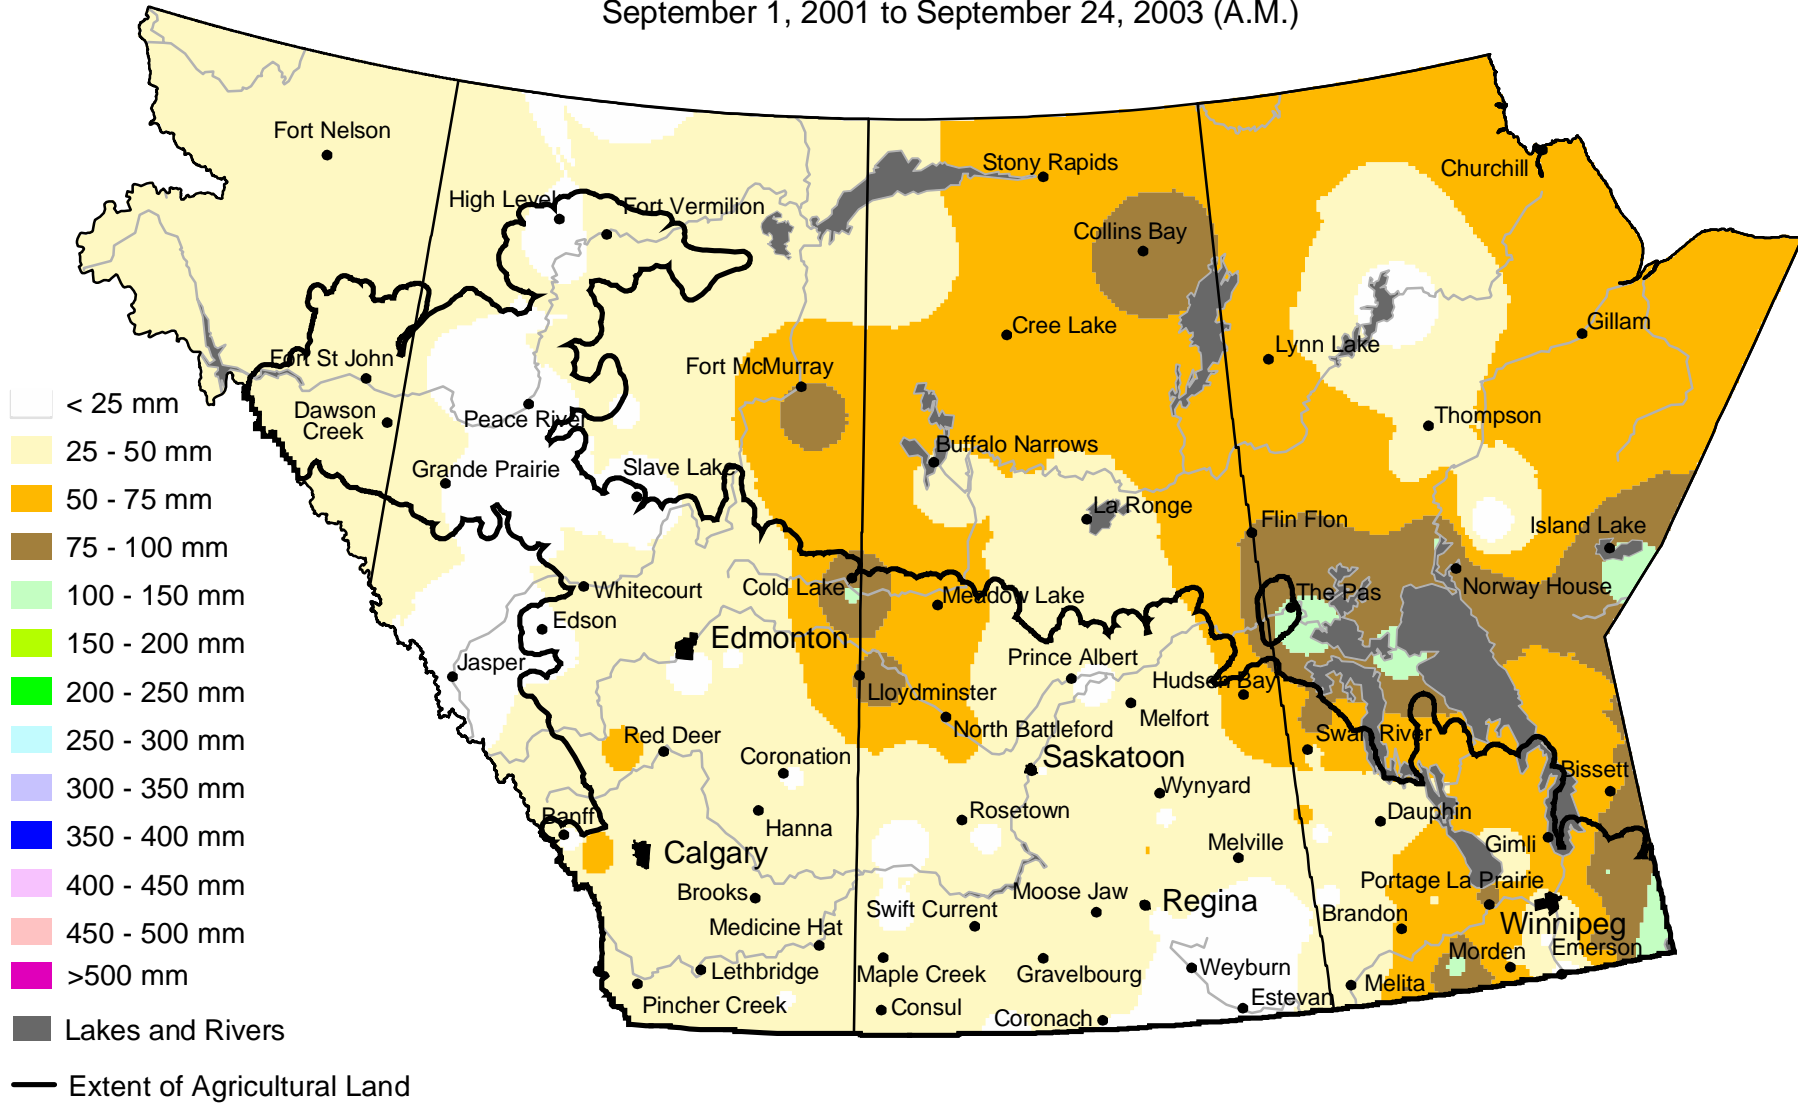 September 1, 2001 to September 24, 2003 (A.M.)
Fort Nelson
Stony Rapids
Churchill
High Level
Fort Vermilion
Collins Bay
Cree Lake
Gillam
Lynn Lake
Fort St John
Fort McMurray
Dawson
Creek
Peace River
Thompson
Buffalo Narrows
Grande Prairie
Slave Lake
La Ronge
Flin Flon
Island Lake
Whitecourt
Cold Lake
Meadow Lake
The Pas
Norway House
Edson
Edmonton
Jasper
Prince Albert
Hudson Bay
Lloydminster
Melfort
North Battleford
Red Deer
Swan River
Coronation
Saskatoon
Bissett
Wynyard
Banff
Hanna
Rosetown
Dauphin
Calgary
Melville
Gimli
Brooks
Moose Jaw
Regina
Portage La Prairie
Swift Current
Brandon
Winnipeg
Medicine Hat
Morden
Emerson
Lethbridge
Maple Creek
Gravelbourg
Weyburn
Melita
Pincher Creek
Consul
Coronach
Estevan
< 25 mm
25 - 50 mm
50 - 75 mm
75 - 100 mm
100 - 150 mm
150 - 200 mm
200 - 250 mm
250 - 300 mm
300 - 350 mm
350 - 400 mm
400 - 450 mm
450 - 500 mm
>500 mm
Lakes and Rivers
Extent of Agricultural Land